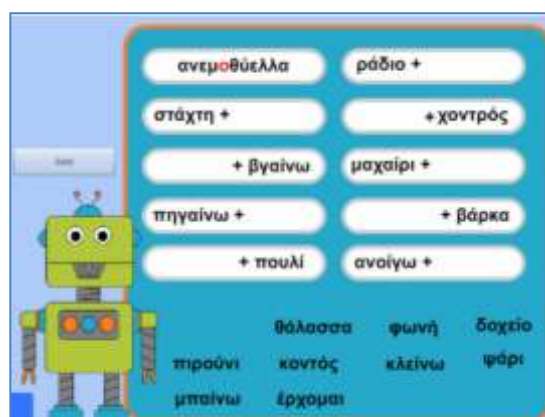 ανεμοθύελλα
ράδιο +
στάχτη +
+ χοντρός
+ βγαίνω
μαχαίρι +
πηγαίνω +
+ βάρκα
+ πουλί
ανοίγω +
θάλασσα φωνή δοχείο
πιρούνι κοντός κλείνω ψάρι
μπαίνω έρχομαι